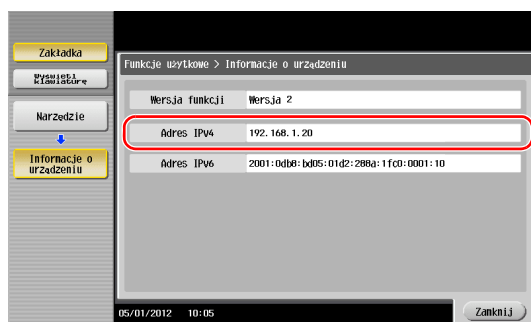 Zakładka
Funkcje użytkowe > Informacje o urządzeniu
Wyświetl
klawiaturę
Wersja funkcji Wersja 2
Narzędzie
Adres IPv4 192.168.1.20
Informacje o
urządzeniu
Adres IPv6 2001:0db8:bd05:01d2:288a:1fc0:0001:10
05/01/2012 10:05
Zamknij